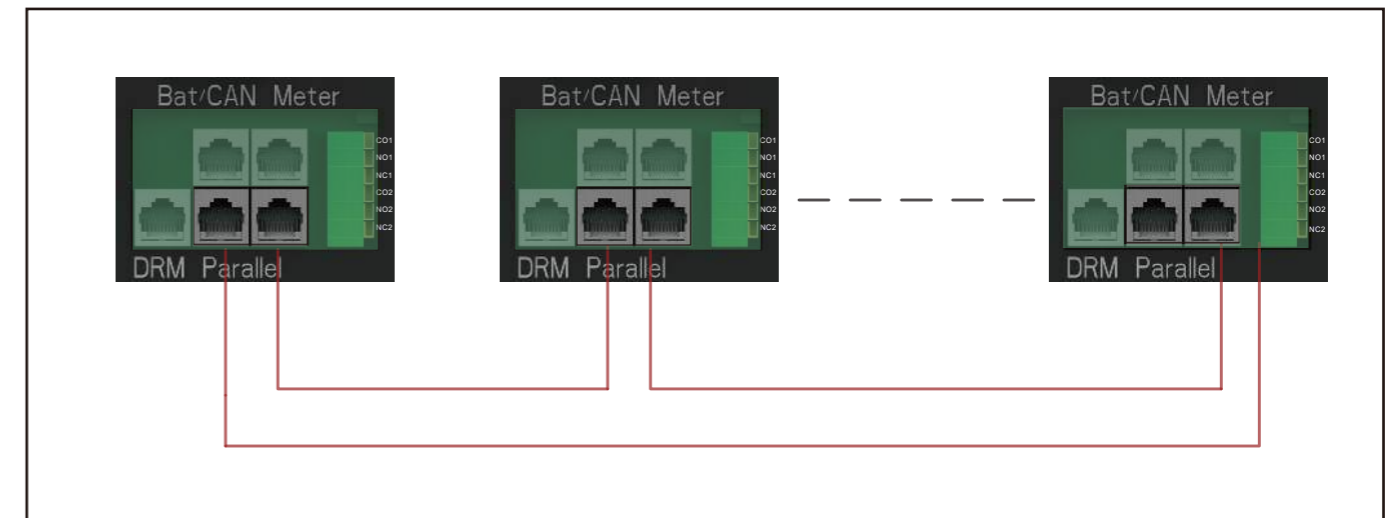 Bat/CAN Meter
CO1
NO1
NC1
CO2
NO2
NC2
DRM Parallel
Bat/CAN Meter
CO1
NO1
NC1
CO2
NO2
NC2
DRM Parallel
Bat/CAN Meter
CO1
NO1
NC1
CO2
NO2
NC2
DRM Parallel